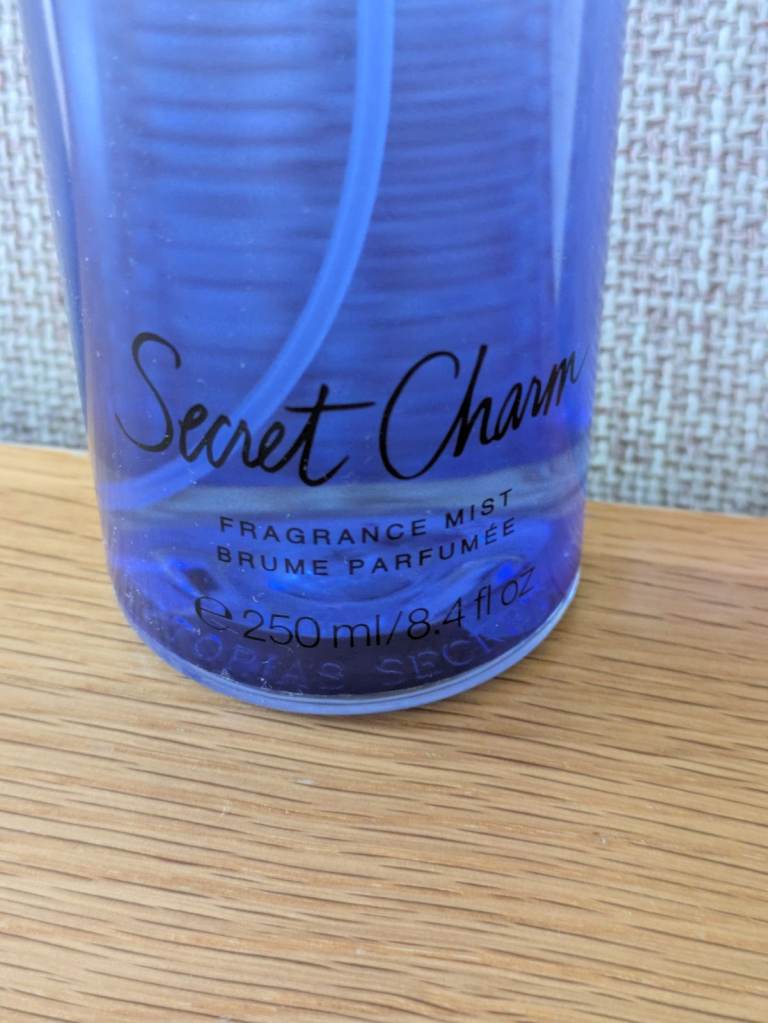 Secret Charm
FRAGRANCE MIST
BRUME PARFUMÉE
℮ 250 ml/8.4 fl oz